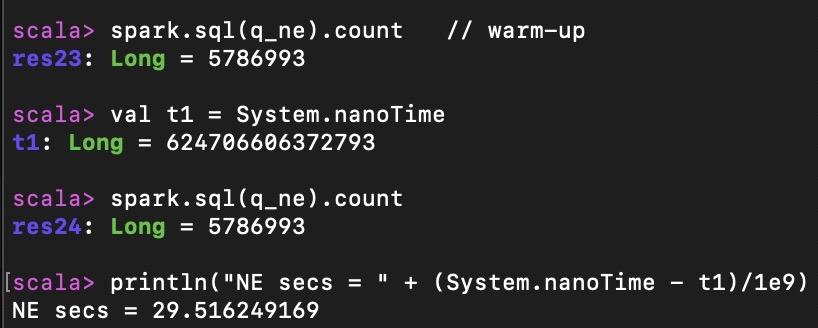 scala> spark.sql(q_ne).count   // warm-up
res23: Long = 5786993
scala> val t1 = System.nanoTime
t1: Long = 624706606372793
scala> spark.sql(q_ne).count
res24: Long = 5786993
[scala> println("NE secs = " + (System.nanoTime - t1)/1e9)
NE secs = 29.516249169